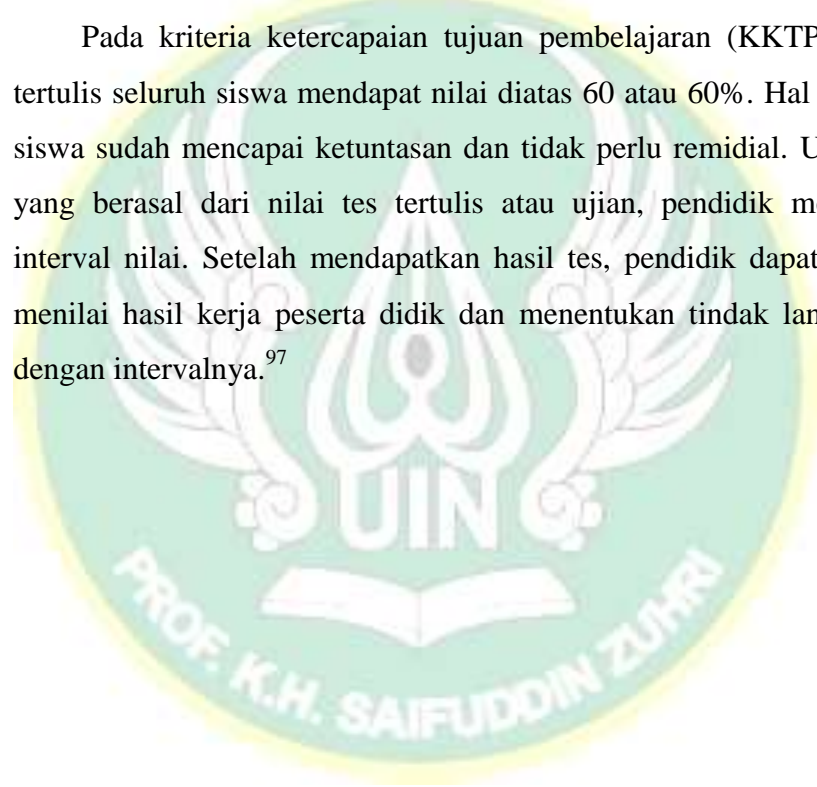 Pada kriteria ketercapaian tujuan pembelajaran (KKTP
tertulis seluruh siswa mendapat nilai diatas 60 atau 60%. Hal
siswa sudah mencapai ketuntasan dan tidak perlu remidial. U
yang berasal dari nilai tes tertulis atau ujian, pendidik m
interval nilai. Setelah mendapatkan hasil tes, pendidik dapat
menilai hasil kerja peserta didik dan menentukan tindak lan
dengan intervalnya.97
UIN
PROF. K.H. SAIFUDDIN ZUHRI